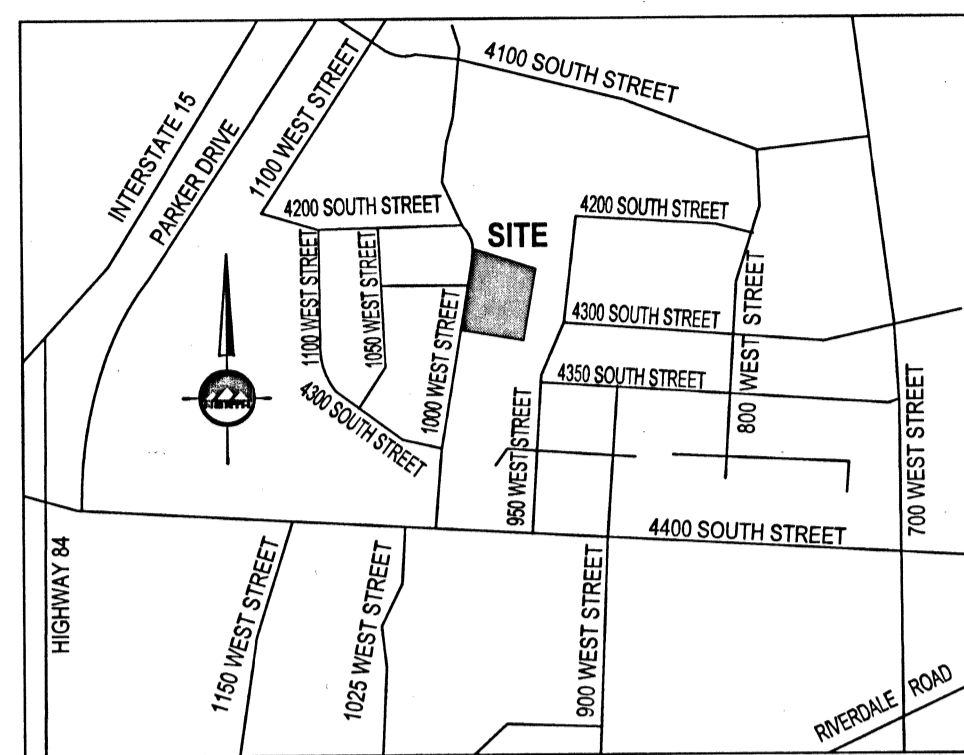 4100 SOUTH STREET
INTERSTATE 15
PARKER DRIVE
1100 WEST STREET
4200 SOUTH STREET
4200 SOUTH STREET
SITE
1100 WEST STREET
1050 WEST STREET
1000 WEST STREET
4300 SOUTH STREET
800 WEST STREET
4350 SOUTH STREET
4300 SOUTH STREET
950 WEST STREET
700 WEST STREET
4400 SOUTH STREET
HIGHWAY 84
1150 WEST STREET
1025 WEST STREET
900 WEST STREET
RIVERDALE ROAD